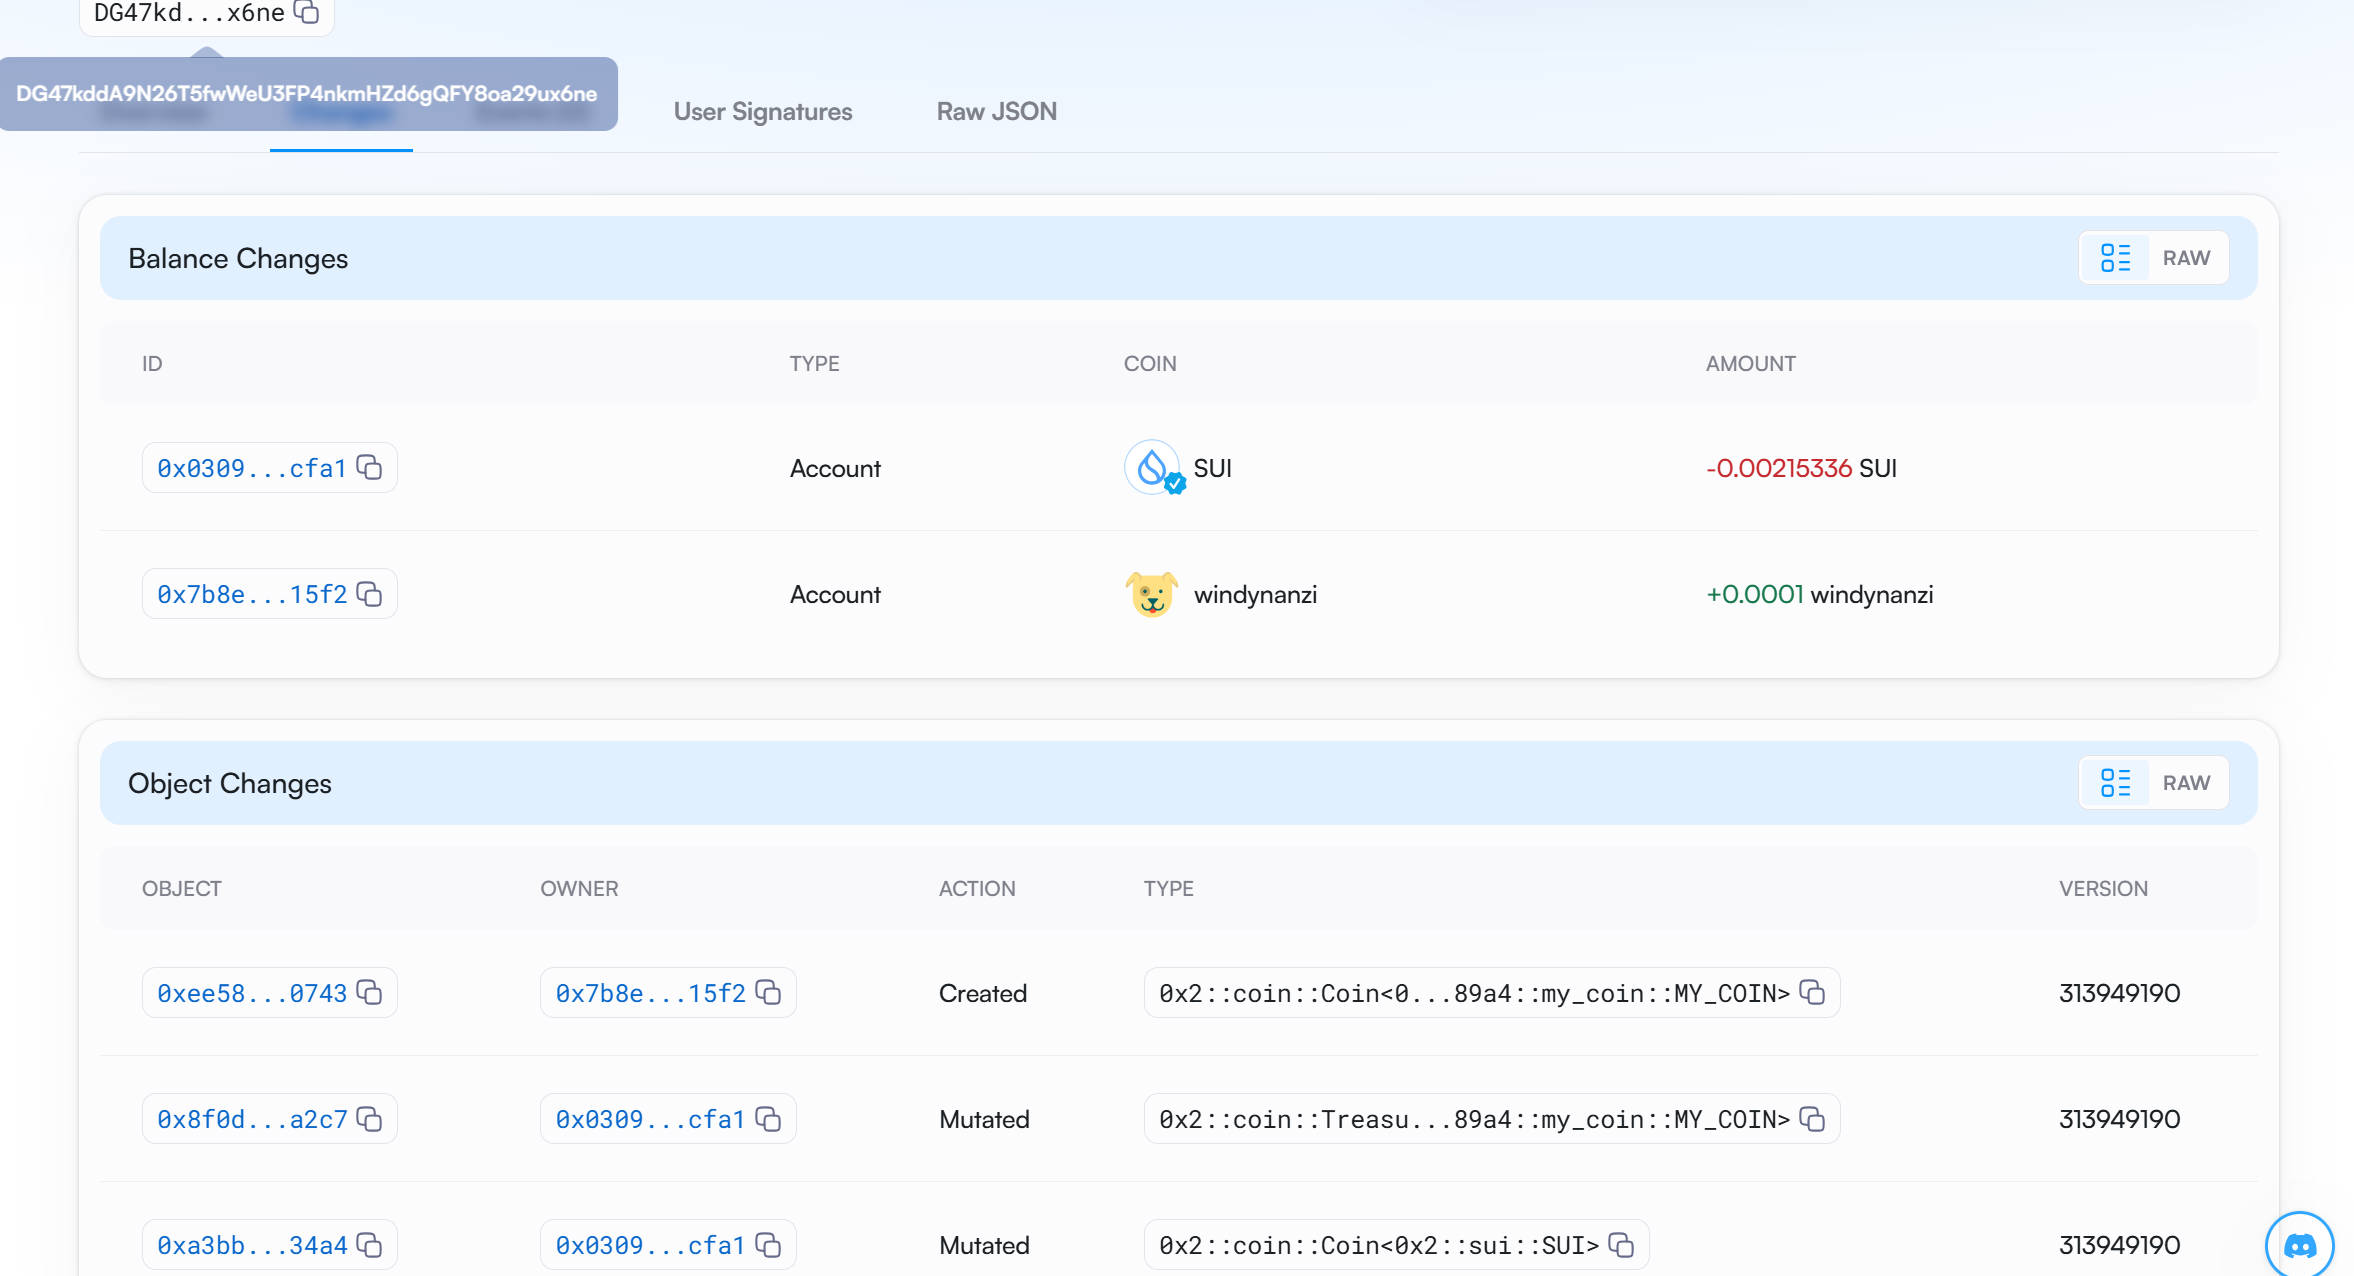 DG47kd...x6ne
DG47kddA9N26T5fwWeU3FP4nkmHZd6gQFY8oa29ux6ne
Changes User Signatures Raw JSON
Balance Changes RAW
ID TYPE COIN AMOUNT
0x0309...cfa1 Account SUI -0.00215336 SUI
0x7b8e...15f2 Account windynanzi +0.0001 windynanzi
Object Changes RAW
OBJECT OWNER ACTION TYPE VERSION
0xee58...0743 0x7b8e...15f2 Created 0x2::coin::Coin<0...89a4::my_coin::MY_COIN> 313949190
0x8f0d...a2c7 0x0309...cfa1 Mutated 0x2::coin::Treasu...89a4::my_coin::MY_COIN> 313949190
0xa3bb...34a4 0x0309...cfa1 Mutated 0x2::coin::Coin<0x2::sui::SUI> 313949190